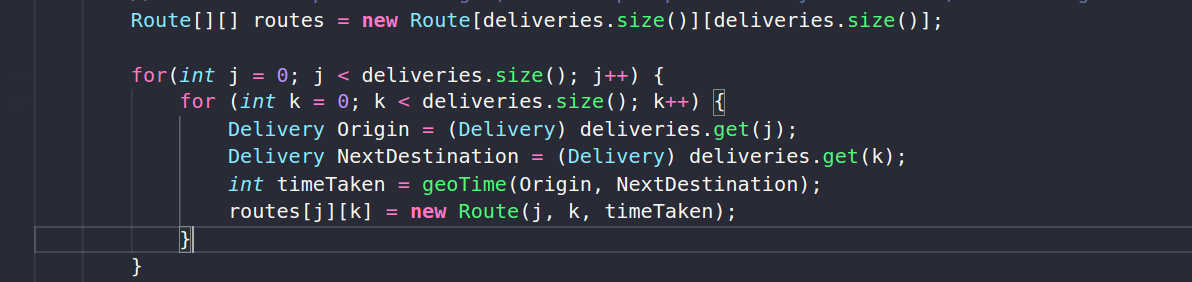 Route[][] routes = new Route[deliveries.size()][deliveries.size()];
for(int j = 0; j < deliveries.size(); j++) {
for (int k = 0; k < deliveries.size(); k++) {
Delivery Origin = (Delivery) deliveries.get(j);
Delivery NextDestination = (Delivery) deliveries.get(k);
int timeTaken = geoTime(Origin, NextDestination);
routes[j][k] = new Route(j, k, timeTaken);
}
}